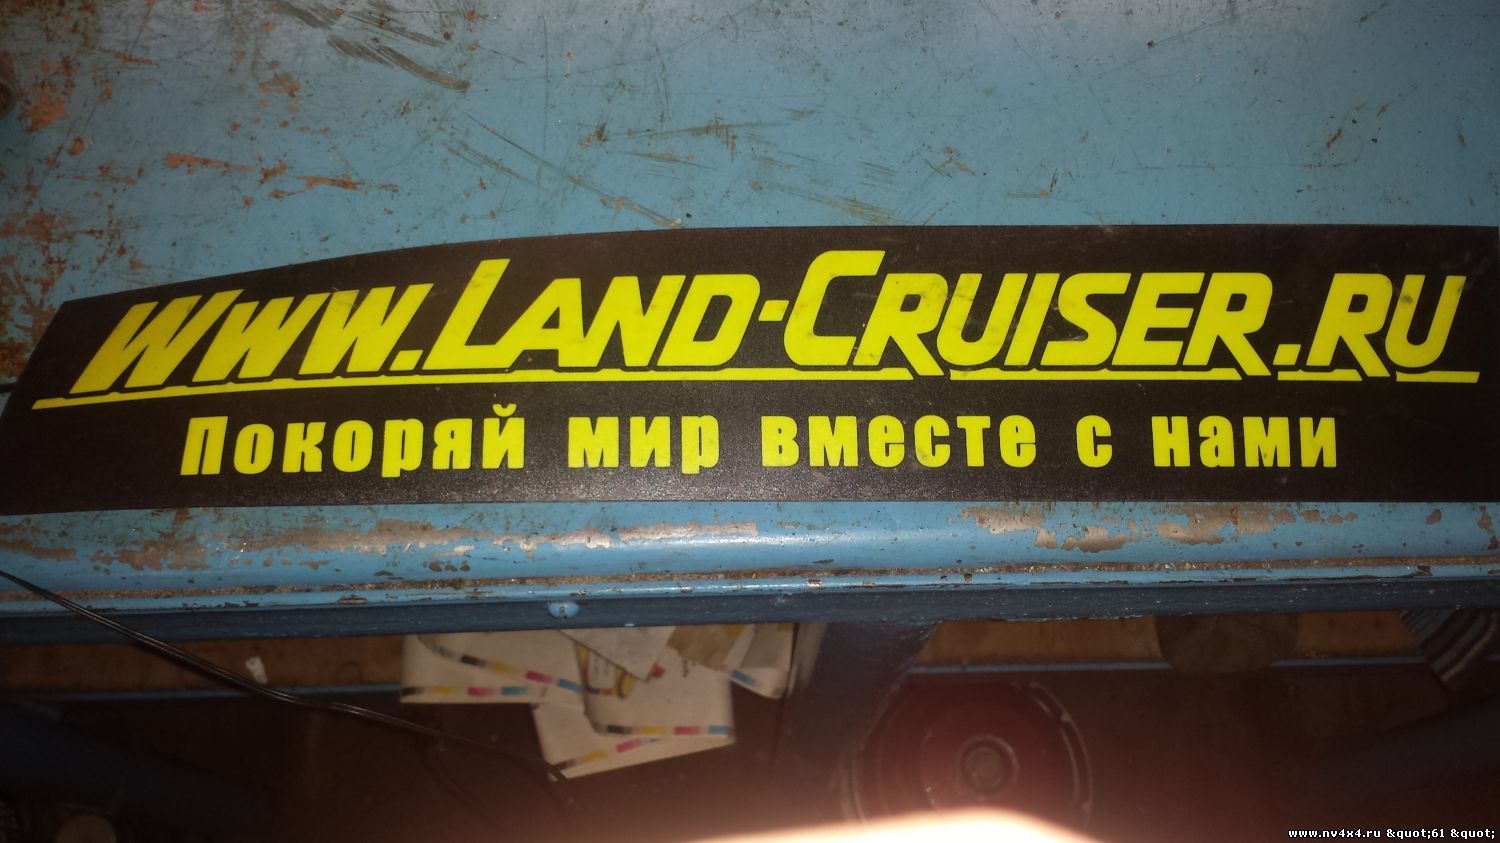 WWW.LAND-CRUISER.RU
Покоряй мир вместе с нами
www.nv4x4.ru &quot;61 &quot;